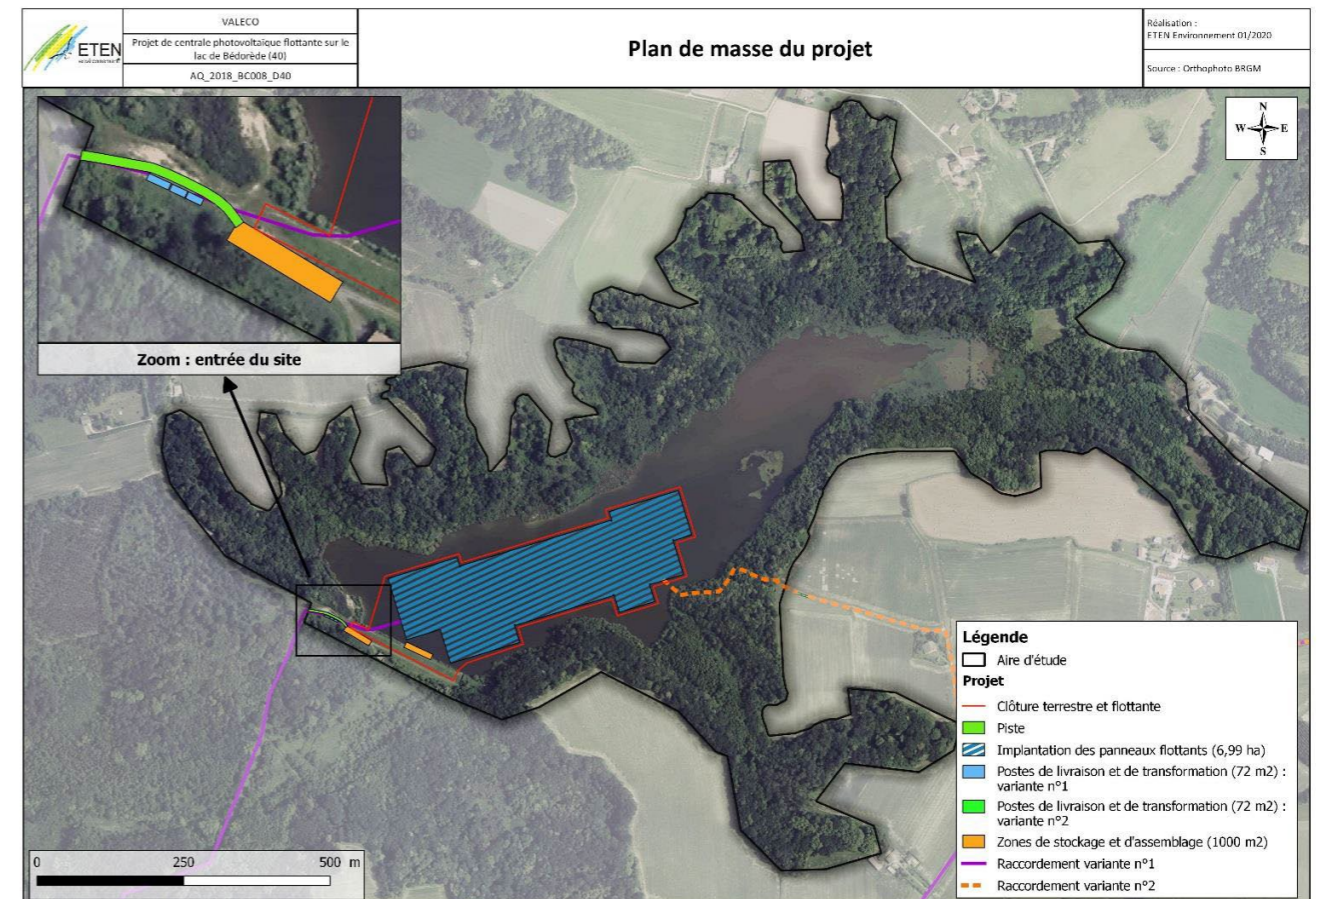 ETEN
VALECO
Projet de centrale photovoltaïque flottante sur le
lac de Bédorède (40)
AQ_2018_BC008_D40
Plan de masse du projet
Réalisation :
ETEN Environnement 01/2020
Source : Orthophoto BRGM
N
W E
S
Zoom : entrée du site
Légende
Aire d'étude
Projet
Clôture terrestre et flottante
Piste
Implantation des panneaux flottants (6,99 ha)
Postes de livraison et de transformation (72 m2) :
variante n°1
Postes de livraison et de transformation (72 m2) :
variante n°2
Zones de stockage et d'assemblage (1000 m2)
Raccordement variante n°1
Raccordement variante n°2
0 250 500 m